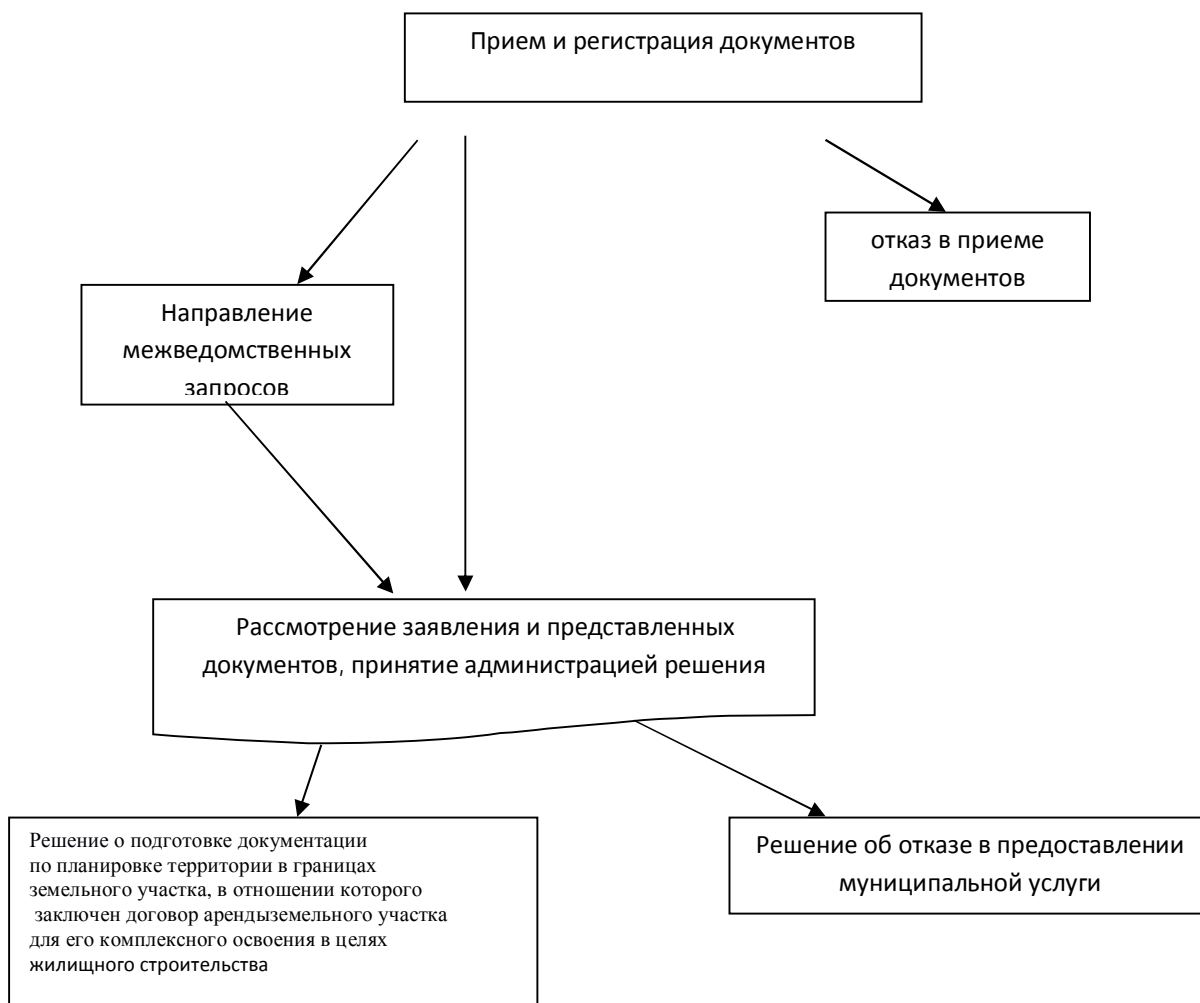 Прием и регистрация документов
отказ в приеме
документов
Направление
межведомственных
запросов
Рассмотрение заявления и представленных
документов, принятие администрацией решения
Решение о подготовке документации
по планировке территории в границах
земельного участка, в отношении которого
заключен договор арендыземельного участка
для его комплексного освоения в целях
жилищного строительства
Решение об отказе в предоставлении
муниципальной услуги